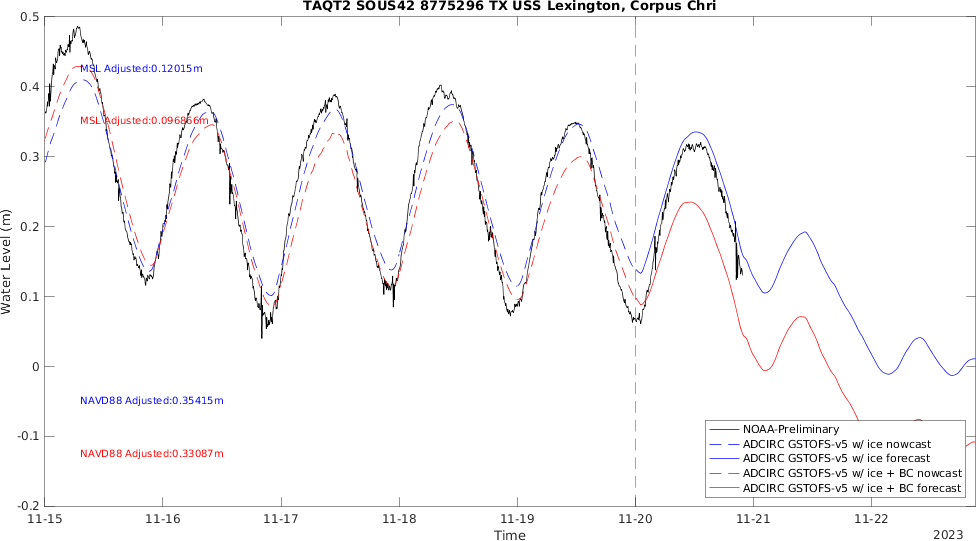 TAQT2 SOUS42 8775296 TX USS Lexington, Corpus Chri
Water Level (m)
0.5
0.4
0.3
0.2
0.1
0
-0.1
-0.2
MSL Adjusted:0.12015m
MSL Adjusted:0.096866m
NAVD88 Adjusted:0.35415m
NAVD88 Adjusted:0.33087m
NOAA-Preliminary
ADCIRC GSTOFS-v5 w/ ice nowcast
ADCIRC GSTOFS-v5 w/ ice forecast
ADCIRC GSTOFS-v5 w/ ice + BC nowcast
ADCIRC GSTOFS-v5 w/ ice + BC forecast
11-15 11-16 11-17 11-18 11-19 11-20 11-21 11-22
Time
2023